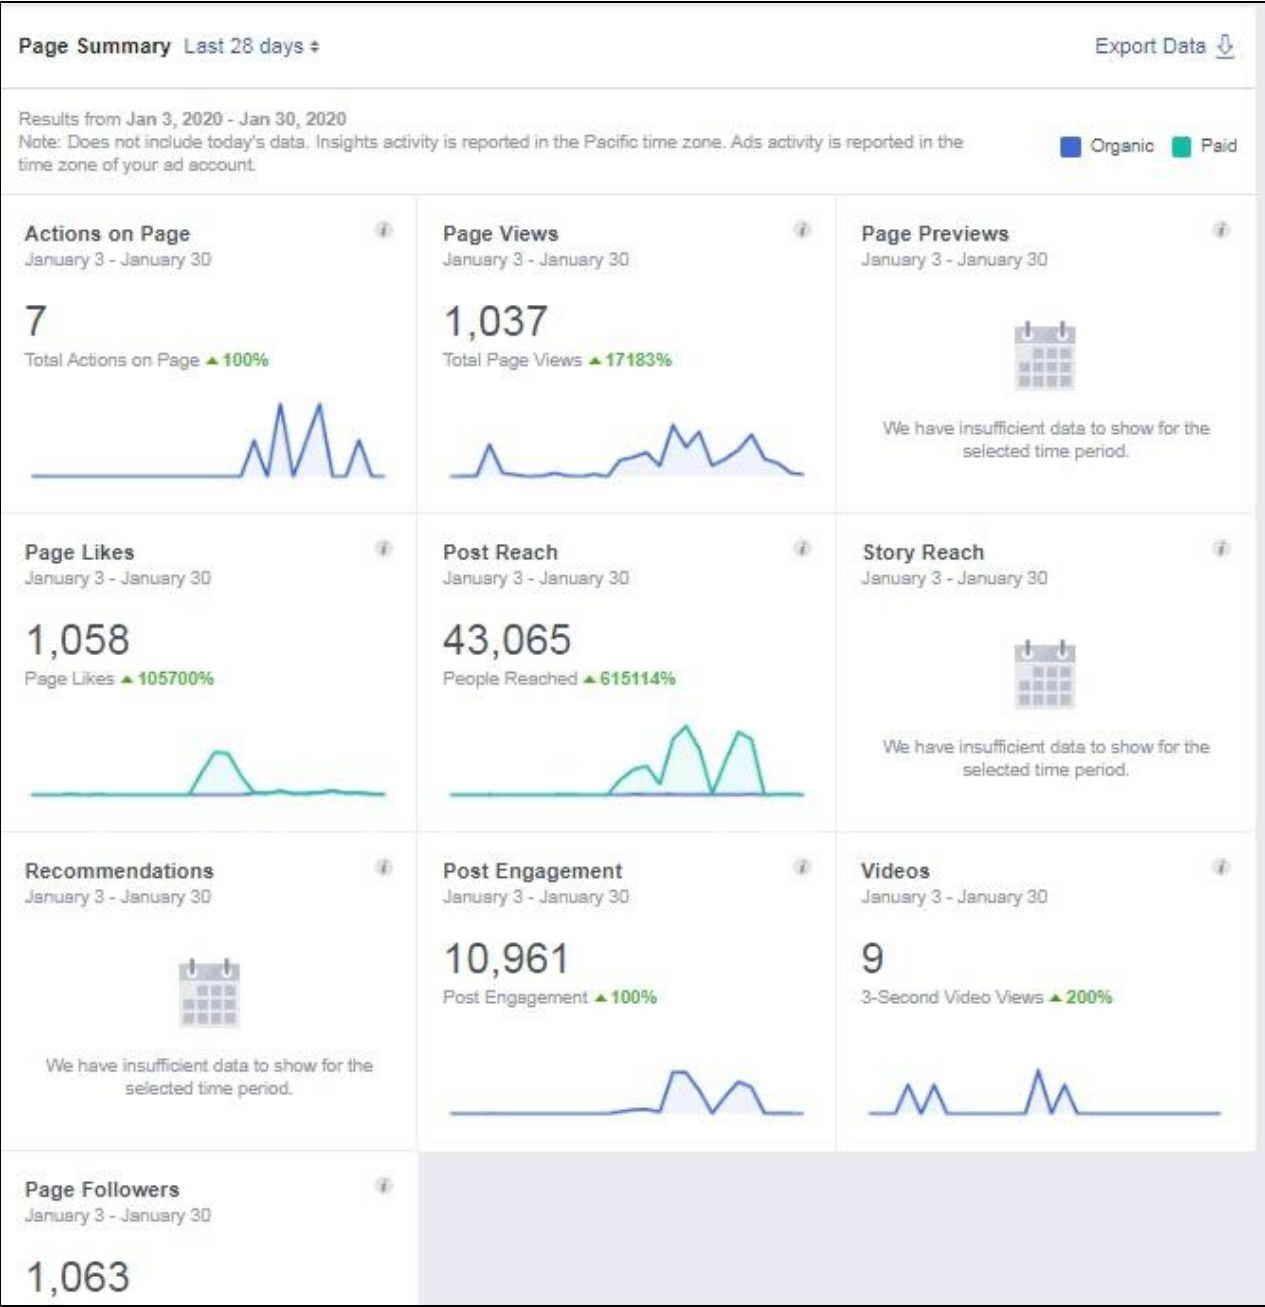 Page Summary Last 28 days
Export Data
Results from Jan 3, 2020 - Jan 30, 2020
Note: Does not include today's data. Insights activity is reported in the Pacific time zone. Ads activity is reported in the
time zone of your ad account.
Organic Paid
Actions on Page
January 3 - January 30
7
Total Actions on Page 100%
Page Views
January 3 - January 30
1,037
Total Page Views 17183%
Page Previews
January 3 - January 30
We have insufficient data to show for the
selected time period.
Page Likes
January 3 - January 30
1,058
Page Likes 105700%
Post Reach
January 3 - January 30
43,065
People Reached 615114%
Story Reach
January 3 - January 30
We have insufficient data to show for the
selected time period.
Recommendations
January 3 - January 30
We have insufficient data to show for the
selected time period.
Post Engagement
January 3 - January 30
10,961
Post Engagement 100%
Videos
January 3 - January 30
9
3-Second Video Views 200%
Page Followers
January 3 - January 30
1,063